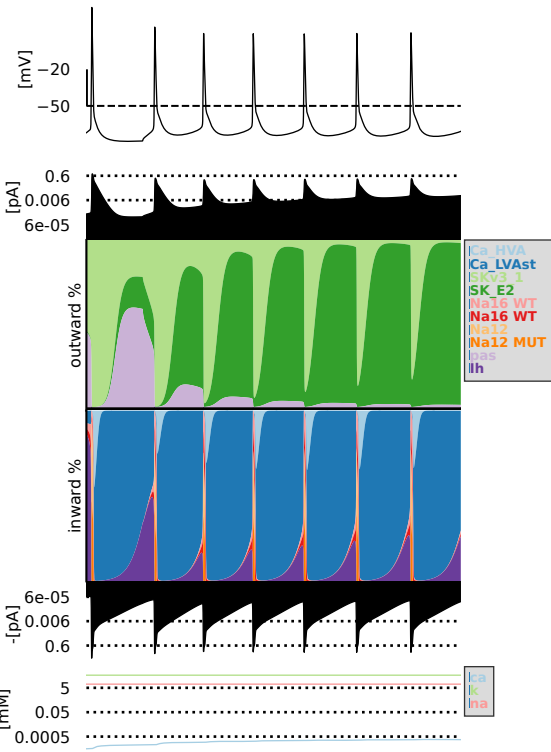 [mV]
−20
−50
[pA]
0.6
0.006
6e-05
outward %
Ca_HVA
Ca_LVAst
SKv3_1
SK_E2
Na16 WT
Na16 WT
Na12
Na12 MUT
pas
Ih
inward %
-[pA]
6e-05
0.006
0.6
[mM]
5
0.05
0.0005
ca
k
na